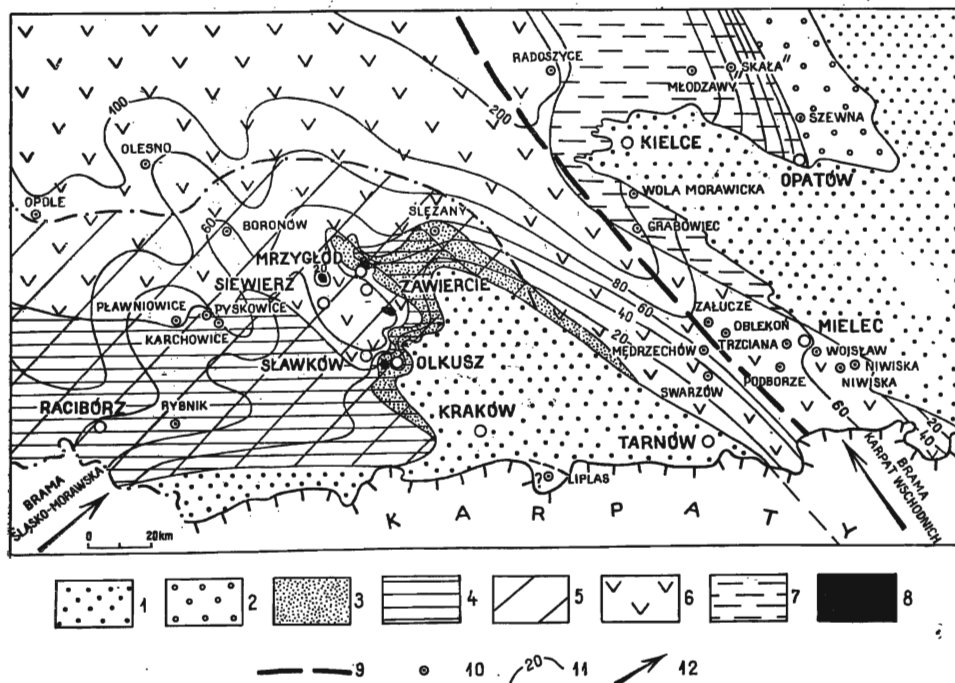 RADOSZYCE
„SKAŁA"
MŁODZAWY
100
200
SZEWNA
OLESNO
KIELCE
OPATÓW
OPOLE
WOLA MORAWICKA
60
BORONÓW
ŚLĘŻANY
GRABOWIEC
MRZYGŁÓD
20
SIEWIERZ
ZAWIERCIE
80
60
40
20
PŁAWNIOWICE
PYSKOWICE
KARCHOWICE
ZAŁUCZE
OBLEKOŃ
MIELEC
TRZCIANA
WOJSŁAW
MĘDRZECHÓW
NIWISKA
NIWISKA
PODBORZE
SŁAWKÓW
OLKUSZ
SWARZÓW
RACIBÓRZ
RYBNIK
KRAKÓW
60
20
40
TARNÓW
BRAMA
ŚLĄSKO-MORAWSKA
?
LIPLAS
BRAMA
KARPAT WSCHODNICH
KARPATY
0 20km
1 2 3 4 5 6 7 8
9 10 20 11 12